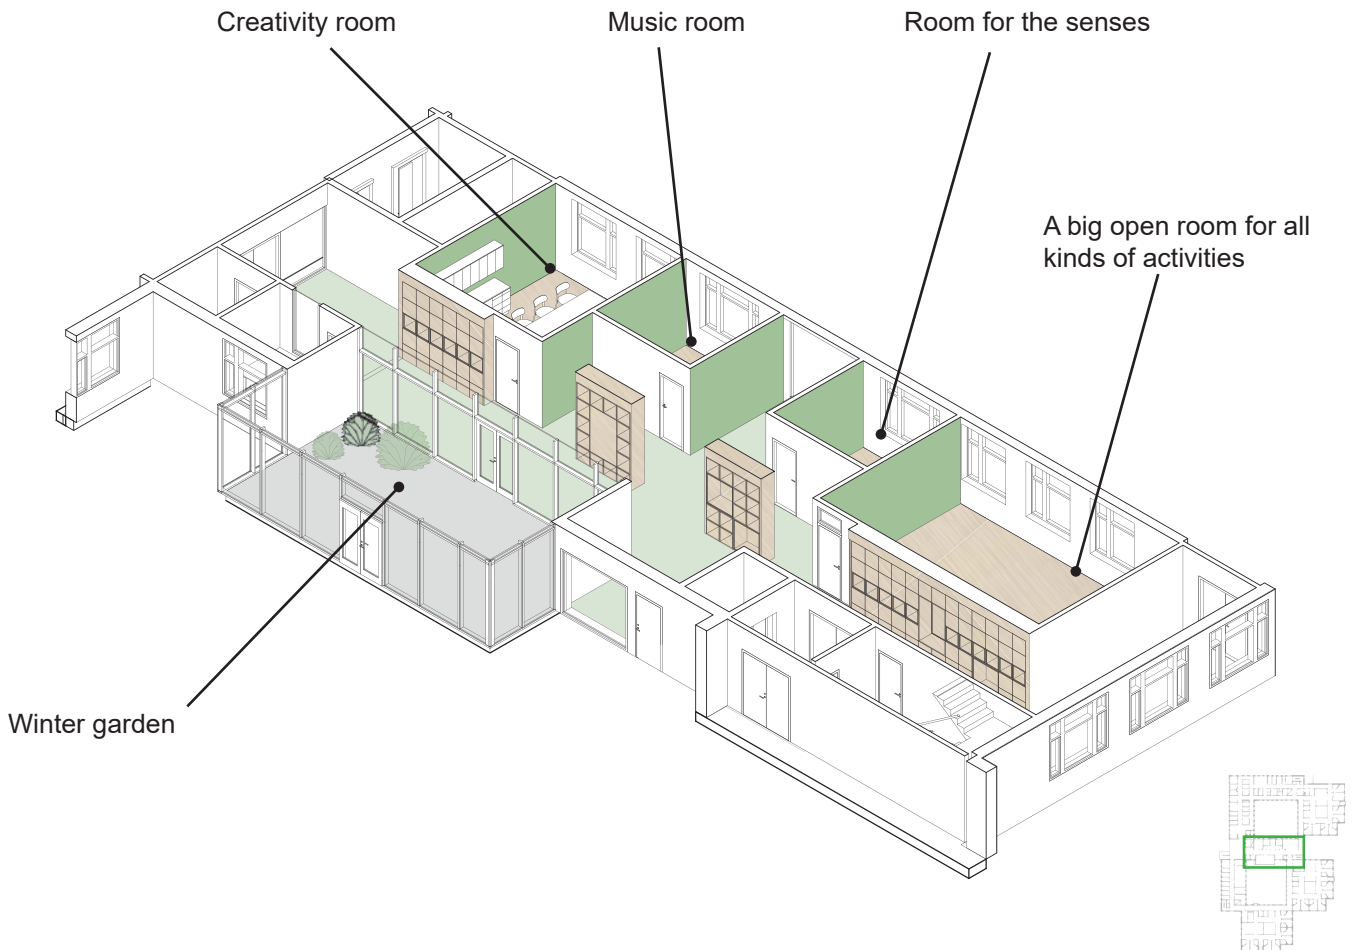 Creativity room
Music room
Room for the senses
A big open room for all
kinds of activities
Winter garden